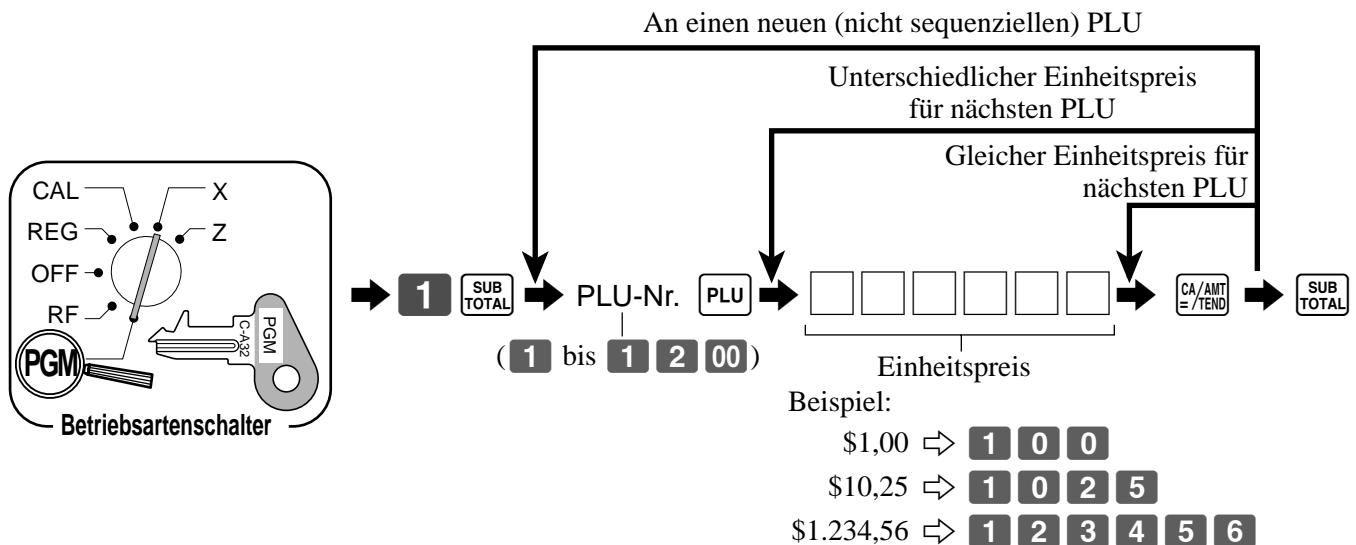 An einen neuen (nicht sequenziellen) PLU
Unterschiedlicher Einheitspreis
für nächsten PLU
Gleicher Einheitspreis für
nächsten PLU
CAL
X
REG
Z
OFF
RF
PGM
PGM
C-A32
Betriebsartenschalter
1 SUB TOTAL PLU-Nr. PLU CA/AMT =/TEND SUB TOTAL
(1 bis 1 2 00)
Einheitspreis
Beispiel:
$1,00 ⇨ 1 0 0
$10,25 ⇨ 1 0 2 5
$1.234,56 ⇨ 1 2 3 4 5 6